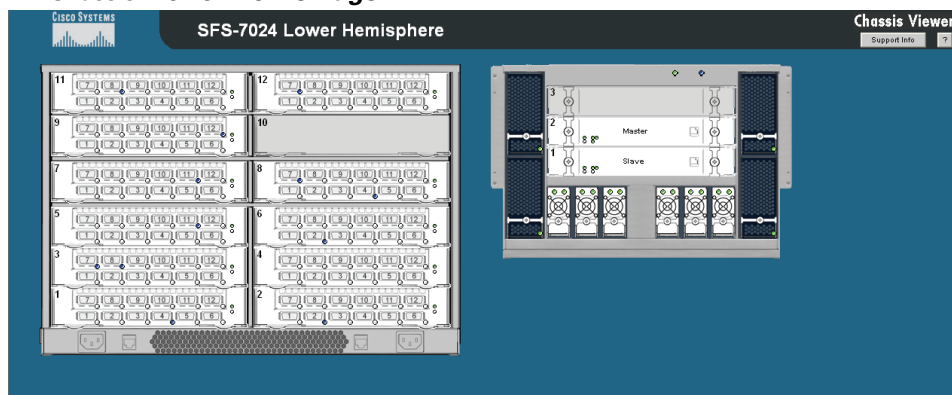 CISCO SYSTEMS
SFS-7024 Lower Hemisphere
Chassis Viewer
Support Info ?
11 7 8 9 10 11 12
1 2 3 4 5 6
12 7 8 9 10 11 12
1 2 3 4 5 6
9 7 8 9 10 11 12
1 2 3 4 5 6
10
7 7 8 9 10 11 12
1 2 3 4 5 6
8 7 8 9 10 11 12
1 2 3 4 5 6
5 7 8 9 10 11 12
1 2 3 4 5 6
6 7 8 9 10 11 12
1 2 3 4 5 6
3 7 8 9 10 11 12
1 2 3 4 5 6
4 7 8 9 10 11 12
1 2 3 4 5 6
1 7 8 9 10 11 12
1 2 3 4 5 6
2 7 8 9 10 11 12
1 2 3 4 5 6
3
2 Master
1 Slave